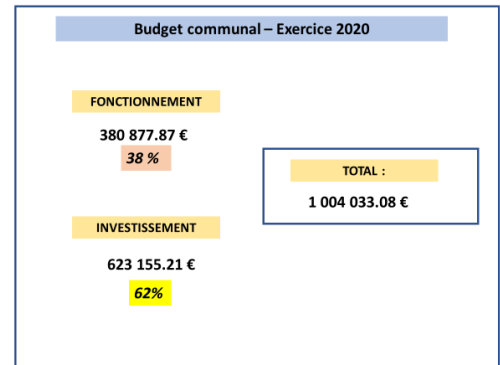 Budget communal – Exercice 2020
FONCTIONNEMENT
380 877.87 €
38 %
TOTAL :
1 004 033.08 €
INVESTISSEMENT
623 155.21 €
62%